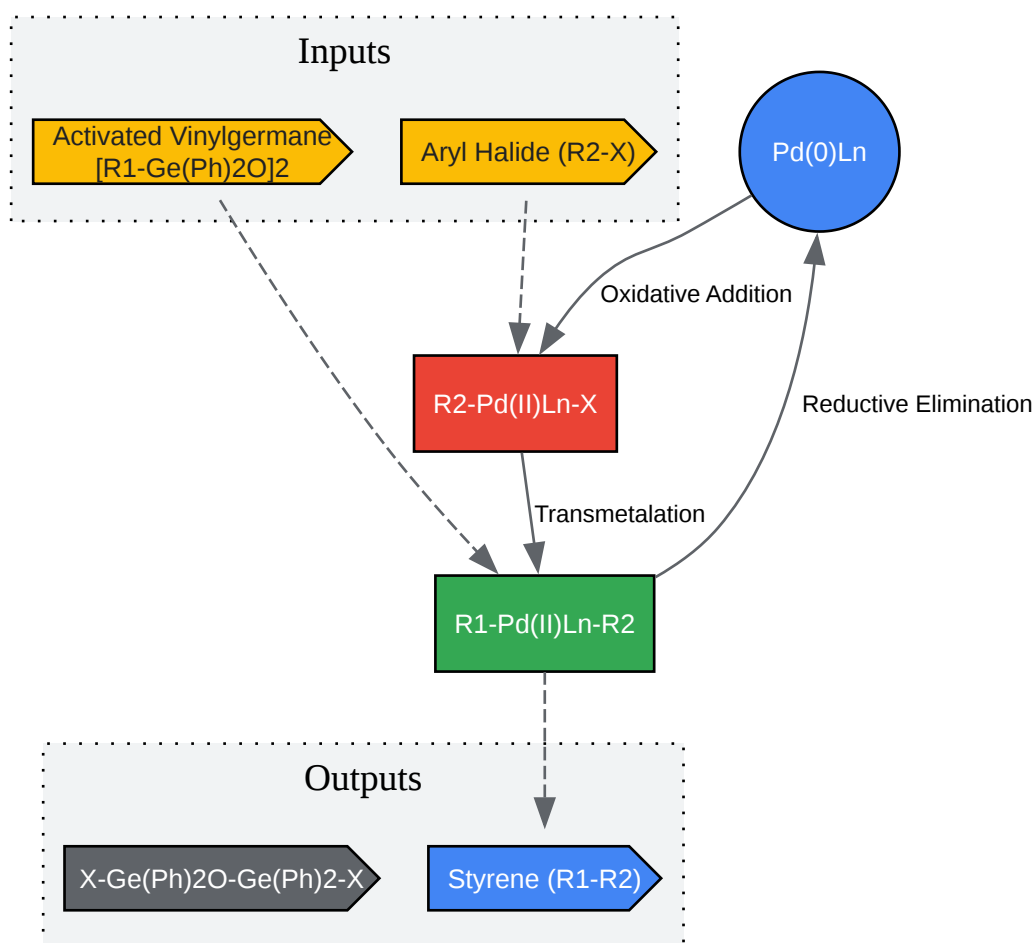 Inputs
Activated Vinylgermane
[R1-Ge(Ph)2O]2
Aryl Halide (R2-X)
Pd(0)Ln
Oxidative Addition
R2-Pd(II)Ln-X
Reductive Elimination
Transmetalation
R1-Pd(II)Ln-R2
Outputs
X-Ge(Ph)2O-Ge(Ph)2-X
Styrene (R1-R2)